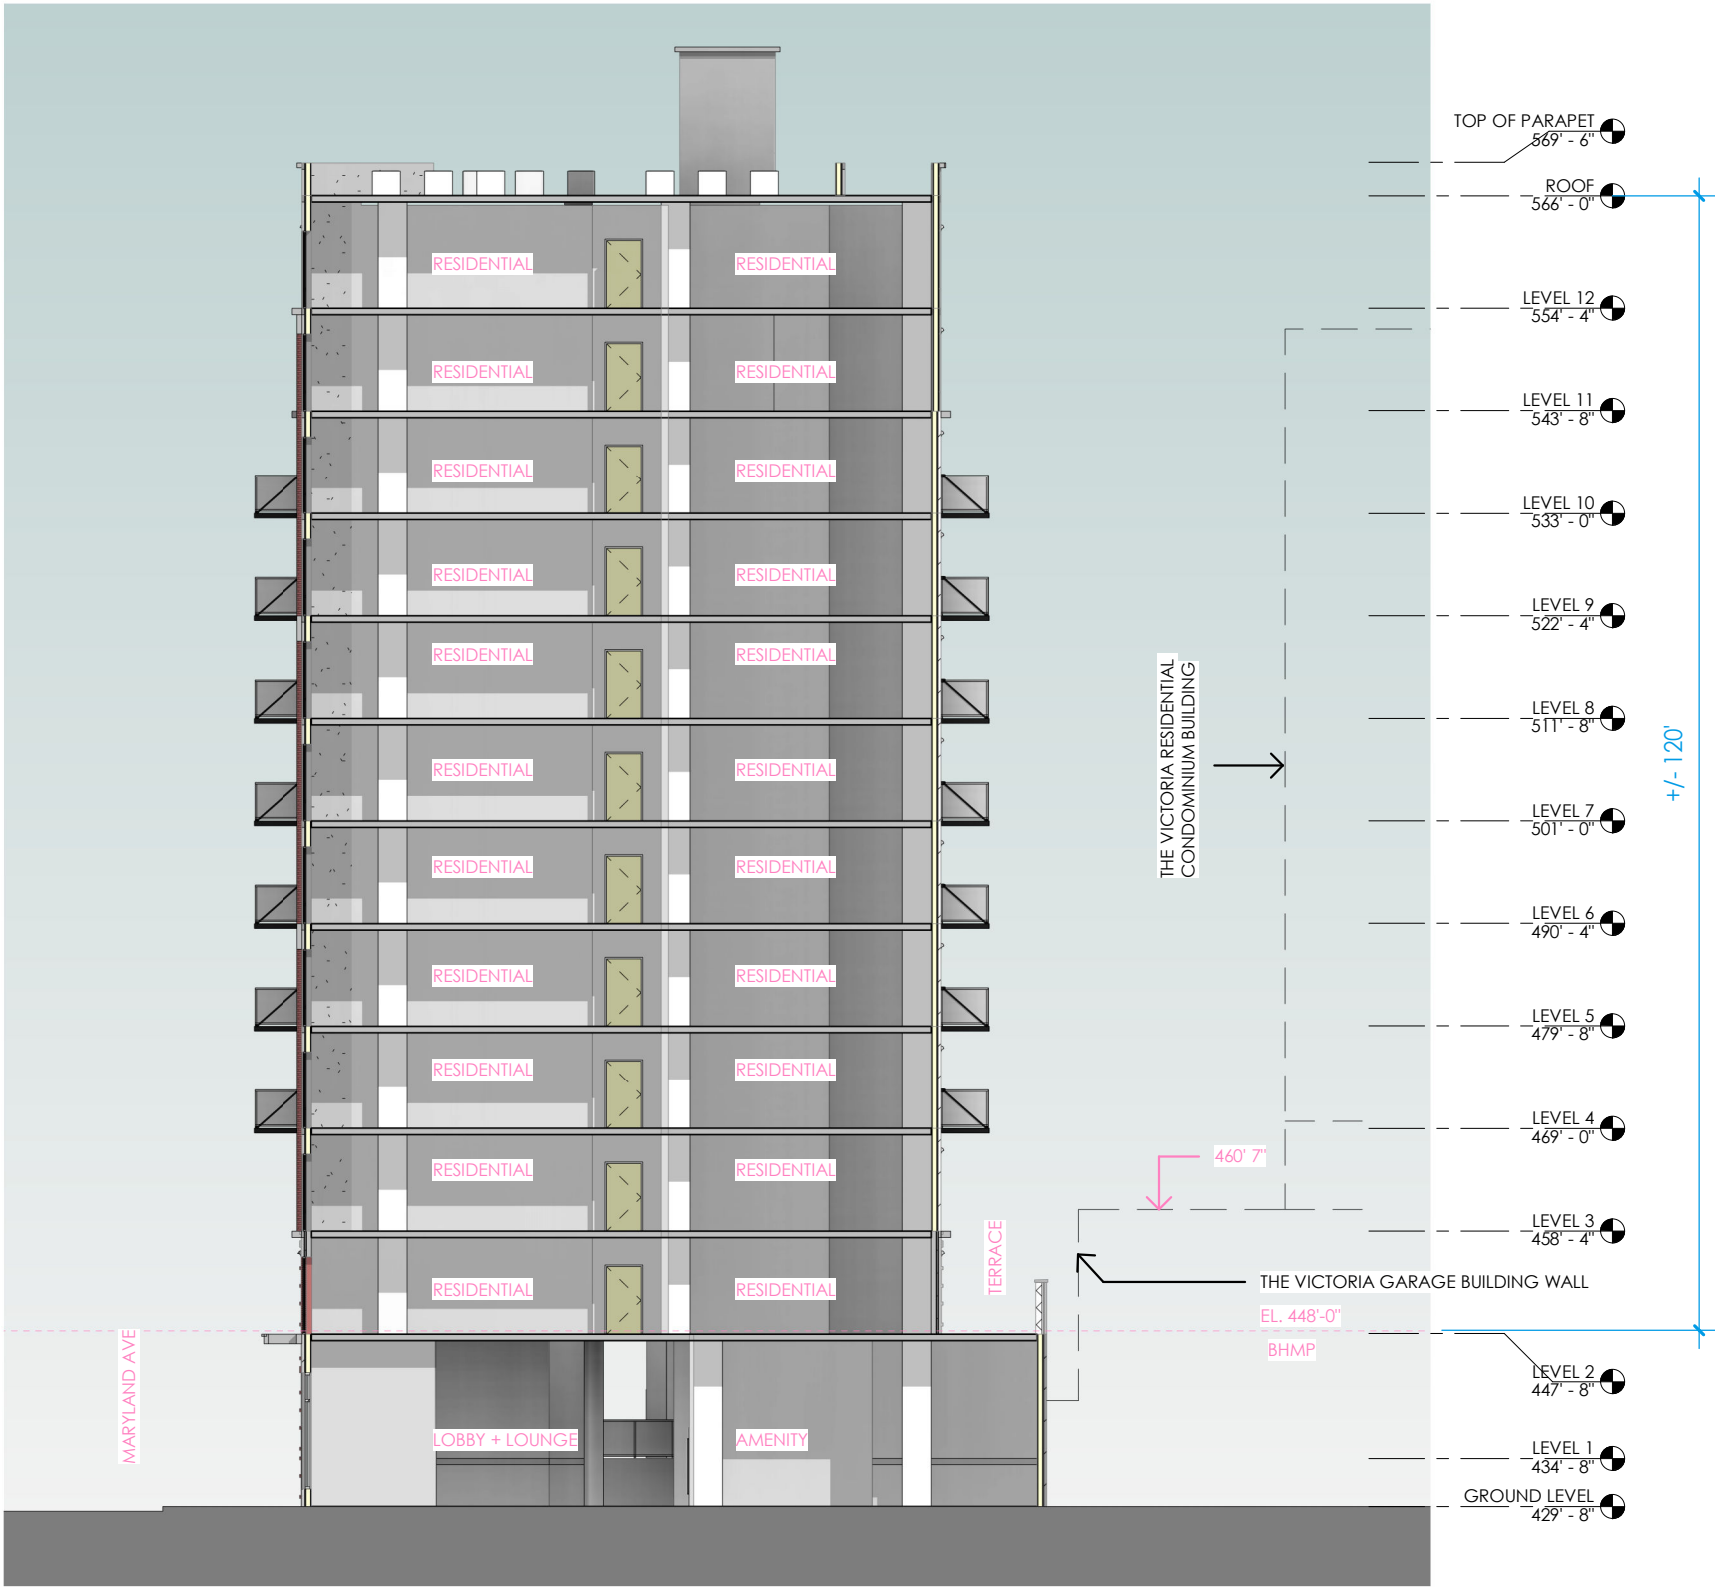 TOP OF PARAPET
569' - 6"
ROOF
566' - 0"
RESIDENTIAL
RESIDENTIAL
LEVEL 12
554' - 4"
RESIDENTIAL
RESIDENTIAL
LEVEL 11
543' - 8"
RESIDENTIAL
RESIDENTIAL
LEVEL 10
533' - 0"
RESIDENTIAL
RESIDENTIAL
LEVEL 9
522' - 4"
RESIDENTIAL
RESIDENTIAL
THE VICTORIA RESIDENTIAL
CONDOMINIUM BUILDING
LEVEL 8
511' - 8"
+/- 120'
RESIDENTIAL
RESIDENTIAL
LEVEL 7
501' - 0"
RESIDENTIAL
RESIDENTIAL
LEVEL 6
490' - 4"
RESIDENTIAL
RESIDENTIAL
LEVEL 5
479' - 8"
RESIDENTIAL
RESIDENTIAL
LEVEL 4
469' - 0"
RESIDENTIAL
RESIDENTIAL
460' 7"
LEVEL 3
458' - 4"
TERRACE
RESIDENTIAL
RESIDENTIAL
THE VICTORIA GARAGE BUILDING WALL
EL. 448'-0"
BHMP
MARYLAND AVE
LEVEL 2
447' - 8"
LOBBY + LOUNGE
AMENITY
LEVEL 1
434' - 8"
GROUND LEVEL
429' - 8"